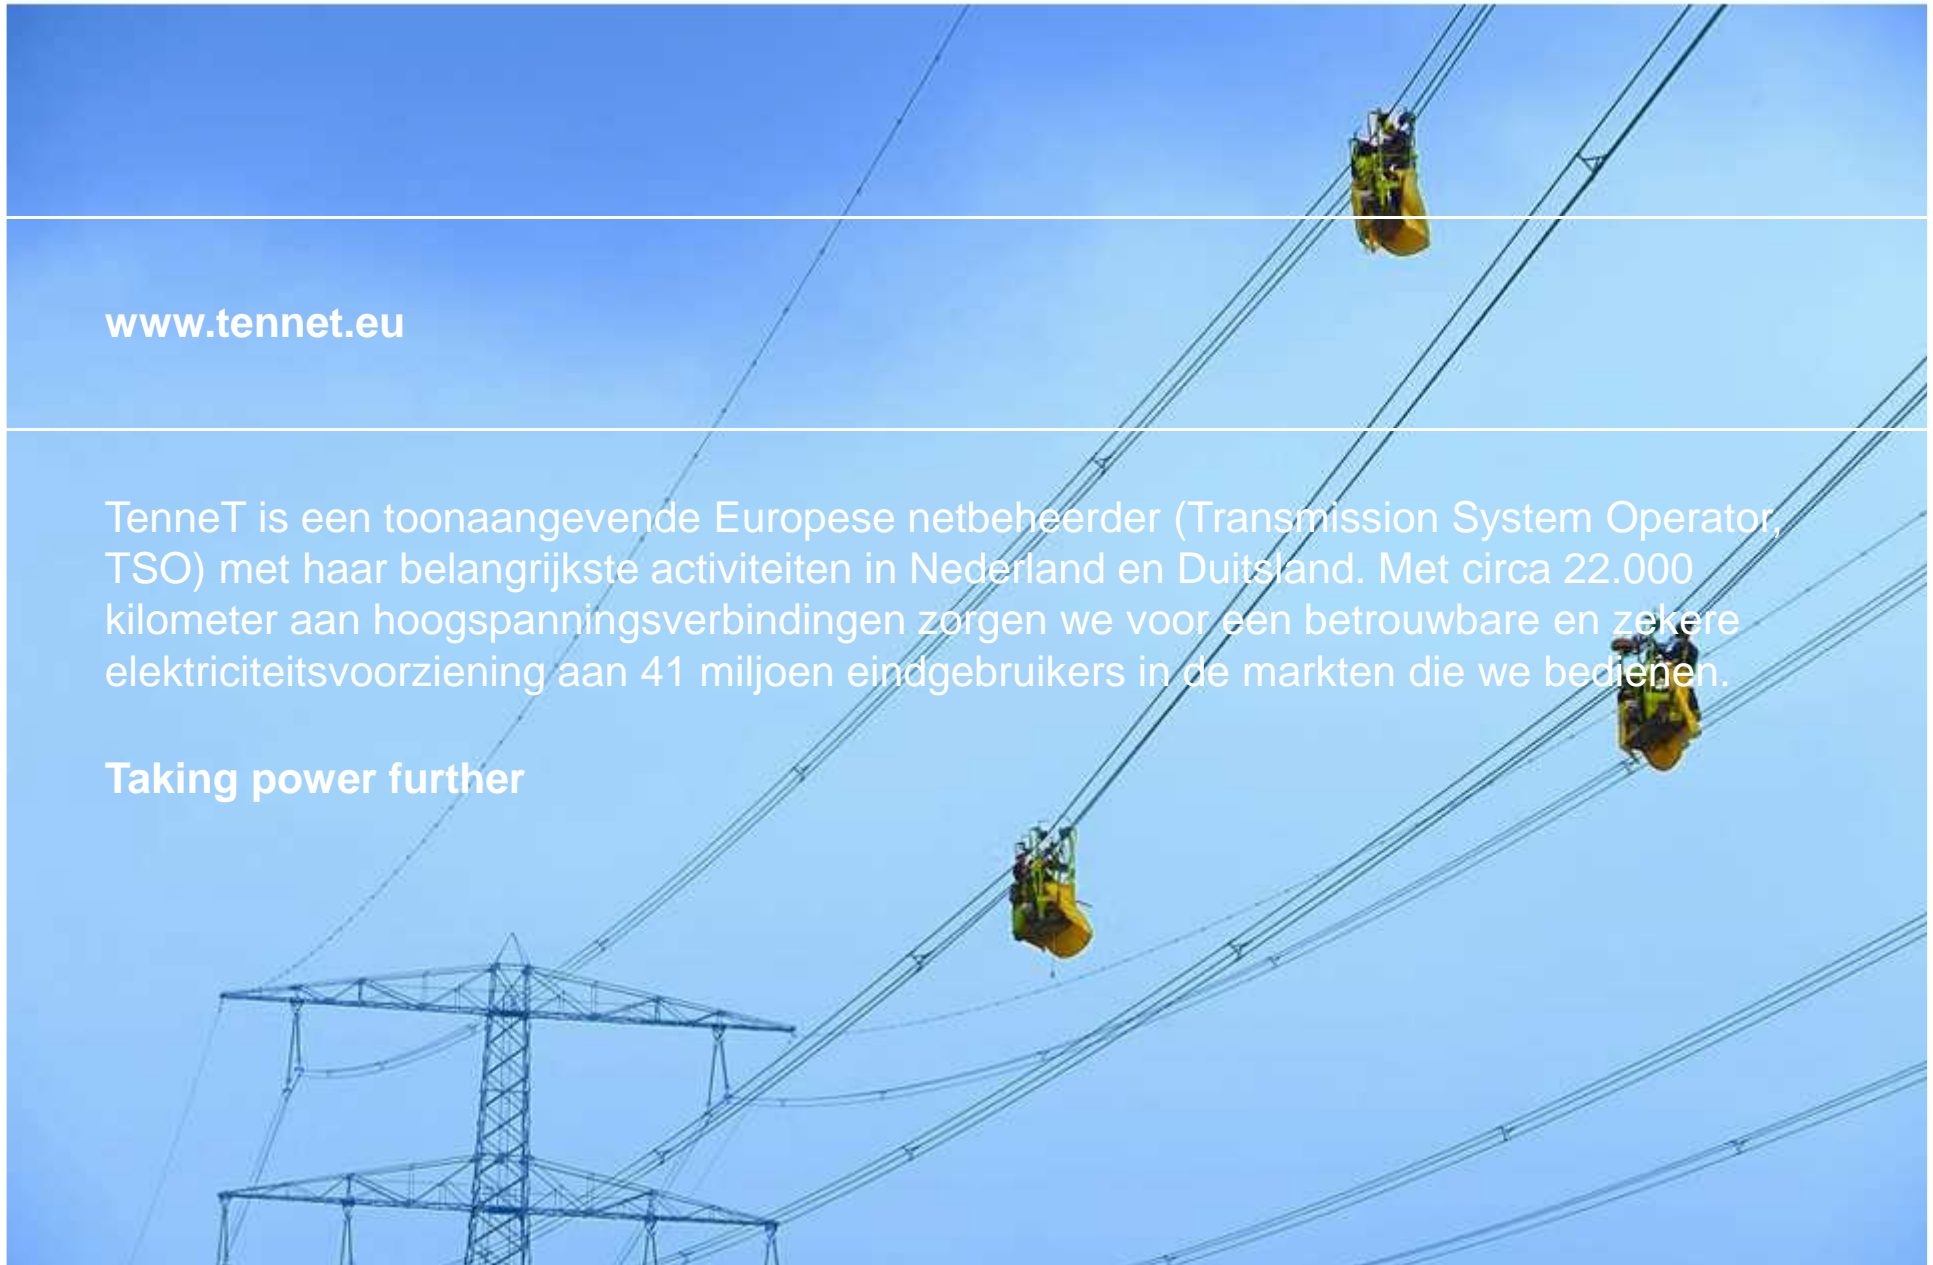 www.tennet.eu
TenneT is een toonaangevende Europese netbeheerder (Transmission System Operator,
TSO) met haar belangrijkste activiteiten in Nederland en Duitsland. Met circa 22.000
kilometer aan hoogspanningsverbindingen zorgen we voor een betrouwbare en zekere
elektriciteitsvoorziening aan 41 miljoen eindgebruikers in de markten die we bedienen.
Taking power further